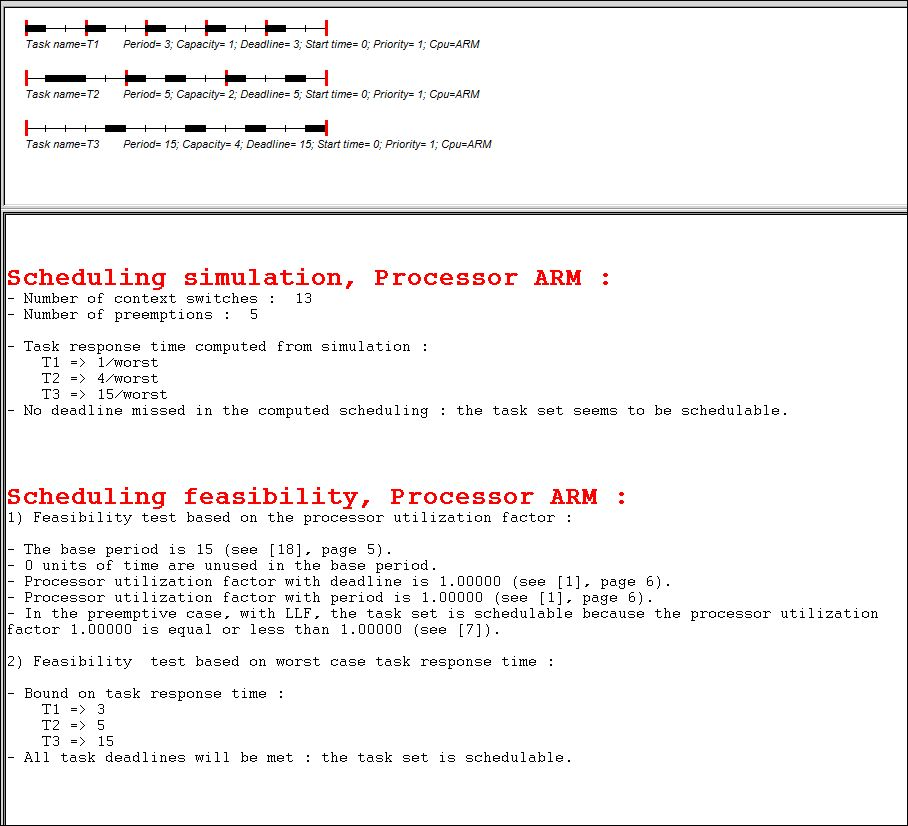 Task name=T1 Period= 3; Capacity= 1; Deadline= 3; Start time= 0; Priority= 1; Cpu=ARM
Task name=T2 Period= 5; Capacity= 2; Deadline= 5; Start time= 0; Priority= 1; Cpu=ARM
Task name=T3 Period= 15; Capacity= 4; Deadline= 15; Start time= 0; Priority= 1; Cpu=ARM
Scheduling simulation, Processor ARM :
- Number of context switches : 13
- Number of preemptions : 5
- Task response time computed from simulation :
T1 => 1/worst
T2 => 4/worst
T3 => 15/worst
- No deadline missed in the computed scheduling : the task set seems to be schedulable.
Scheduling feasibility, Processor ARM :
1) Feasibility test based on the processor utilization factor :
- The base period is 15 (see [18], page 5).
- 0 units of time are unused in the base period.
- Processor utilization factor with deadline is 1.00000 (see [1], page 6).
- Processor utilization factor with period is 1.00000 (see [1], page 6).
- In the preemptive case, with LLF, the task set is schedulable because the processor utilization
factor 1.00000 is equal or less than 1.00000 (see [7]).
2) Feasibility test based on worst case task response time :
- Bound on task response time :
T1 => 3
T2 => 5
T3 => 15
- All task deadlines will be met : the task set is schedulable.